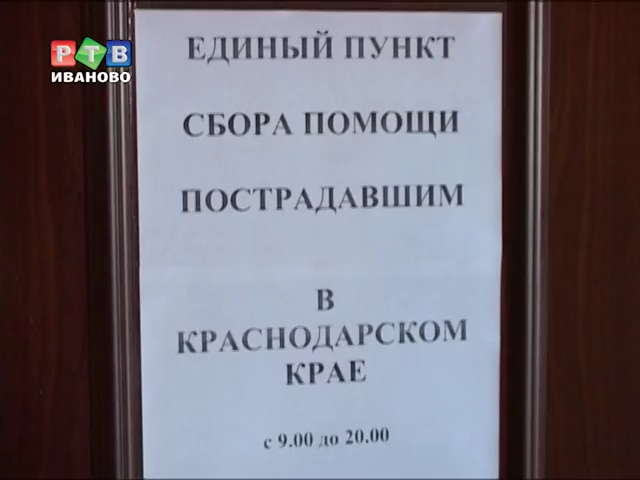 РТВ
ИВАНОВО
ЕДИНЫЙ ПУНКТ
СБОРА ПОМОЩИ
ПОСТРАДАВШИМ
В
КРАСНОДАРСКОМ
КРАЕ
с 9.00 до 20.00